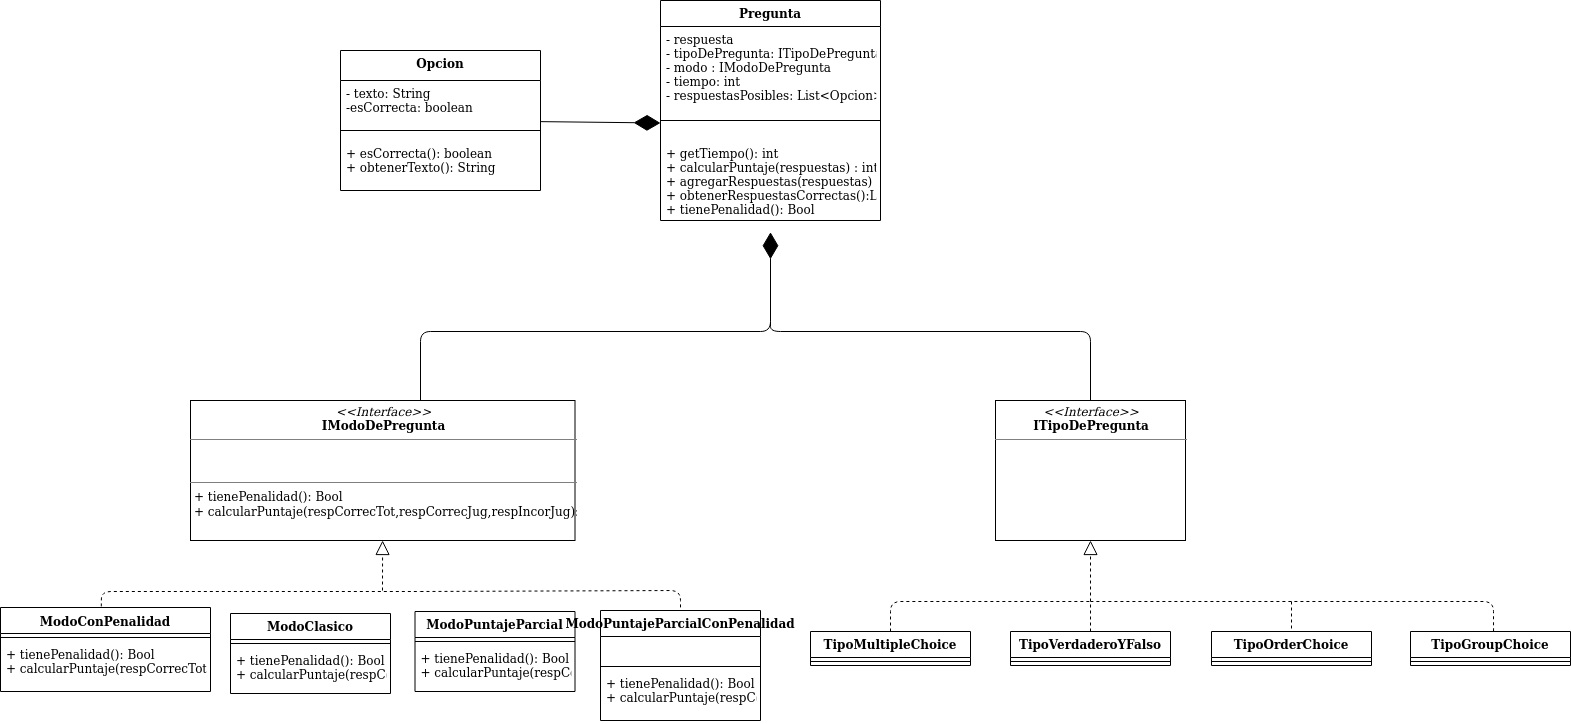 Pregunta
- respuesta
- tipoDePregunta: ITipoDePregunt
- modo : IModoDePregunta
- tiempo: int
- respuestasPosibles: List<Opcion>
+ getTiempo(): int
+ calcularPuntaje(respuestas) : int
+ agregarRespuestas(respuestas)
+ obtenerRespuestasCorrectas():L
+ tienePenalidad(): Bool
Opcion
- texto: String
-esCorrecta: boolean
+ esCorrecta(): boolean
+ obtenerTexto(): String
<<Interface>>
IModoDePregunta
+ tienePenalidad(): Bool
+ calcularPuntaje(respCorrecTot,respCorrecJug,respIncorJug):
<<Interface>>
ITipoDePregunta
ModoConPenalidad
+ tienePenalidad(): Bool
+ calcularPuntaje(respCorrecTot
ModoClasico
+ tienePenalidad(): Bool
+ calcularPuntaje(respC
ModoPuntajeParcial
+ tienePenalidad(): Bool
+ calcularPuntaje(respC
ModoPuntajeParcialConPenalidad
+ tienePenalidad(): Bool
+ calcularPuntaje(respC
TipoMultipleChoice
TipoVerdaderoYFalso
TipoOrderChoice
TipoGroupChoice